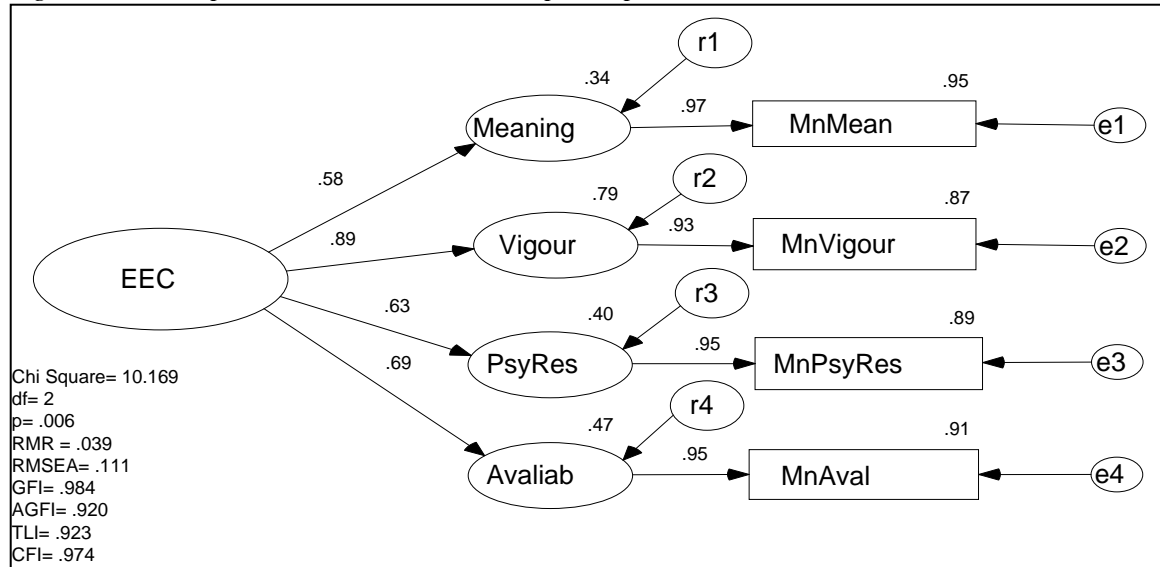 r1
.34
.97
.95
Meaning
MnMean
e1
.58
r2
.79
.93
.87
Vigour
MnVigour
e2
.89
EEC
r3
.63
.40
.95
.89
PsyRes
MnPsyRes
e3
.69
r4
.47
.95
.91
Avaliab
MnAval
e4
Chi Square= 10.169
df= 2
p= .006
RMR = .039
RMSEA= .111
GFI= .984
AGFI= .920
TLI= .923
CFI= .974